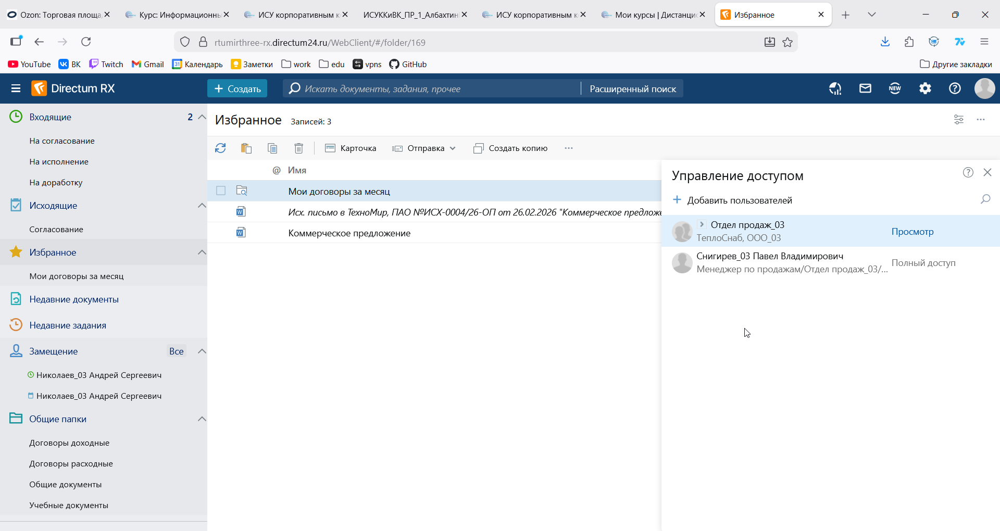 Ozon: Торговая площа
Курс: Информационнь
ИСУ корпоративным к
ИСУККиВК_ПР_1_Албахтин
ИСУ корпоративным к
Мои курсы | Дистанци
Избранное
rtumirthree-rx.directum24.ru/WebClient/#/folder/169
YouTube
ВК
Twitch
Gmail
31 Календарь
Заметки
work
edu
vpns
GitHub
Другие закладки
Directum RX
Создать
Искать документы, задания, прочее
Расширенный поиск
NEW
Входящие 2
На согласование
На исполнение
На доработку
Исходящие
Согласование
Избранное
Мои договоры за месяц
Недавние документы
Недавние задания
Замещение Все
Николаев_03 Андрей Сергеевич
Николаев_03 Андрей Сергеевич
Общие папки
Договоры доходные
Договоры расходные
Общие документы
Учебные документы
Избранное Записей: 3
Карточка
Отправка
Создать копию
@ Имя
Мои договоры за месяц
Исх. письмо в ТехноМир, ПАО №ИСХ-0004/26-ОП от 26.02.2026 "Коммерческое предложе
Коммерческое предложение
Управление доступом
Добавить пользователей
Отдел продаж_03
ТеплоСнаб, ООО_03
Просмотр
Снигирев_03 Павел Владимирович
Менеджер по продажам/Отдел продаж_03/...
Полный доступ